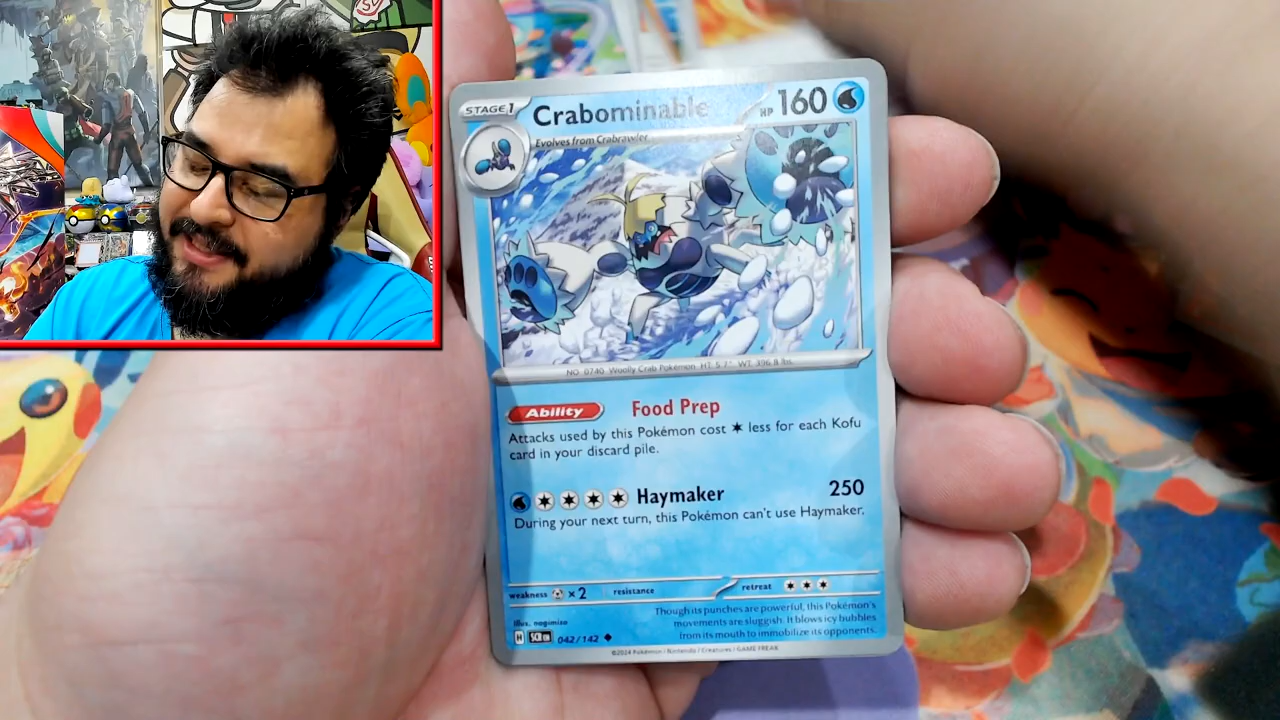 STAGE 1 Crabominable HP 160
Evolves from Crabrawler
NO. 0740 Woolly Crab Pokémon HT: 5'7" WT: 396.8 lbs.
Ability Food Prep
Attacks used by this Pokémon cost less for each Kofu
card in your discard pile.
Haymaker 250
During your next turn, this Pokémon can't use Haymaker.
weakness ×2 resistance retreat
Though its punches are powerful, this Pokémon's
movements are sluggish. It blows icy bubbles
from its mouth to immobilize its opponents.
Illus. nagimiso
H SCR EN 042/142
©2024 Pokémon / Nintendo / Creatures / GAME FREAK